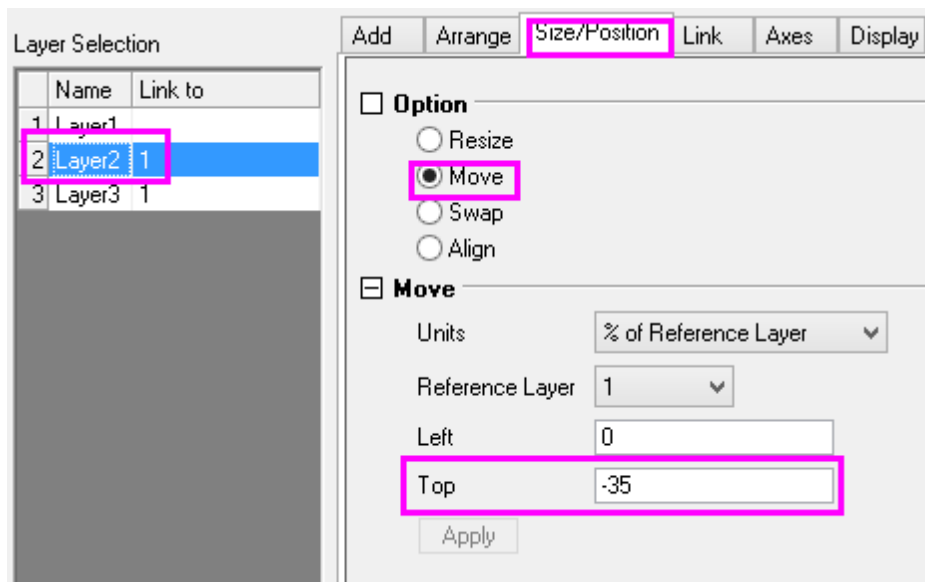 Layer Selection
Name Link to
1 Layer1
2 Layer2 1
3 Layer3 1
Add Arrange Size/Position Link Axes Display
Option
Resize
Move
Swap
Align
Move
Units % of Reference Layer
Reference Layer 1
Left 0
Top -35
Apply